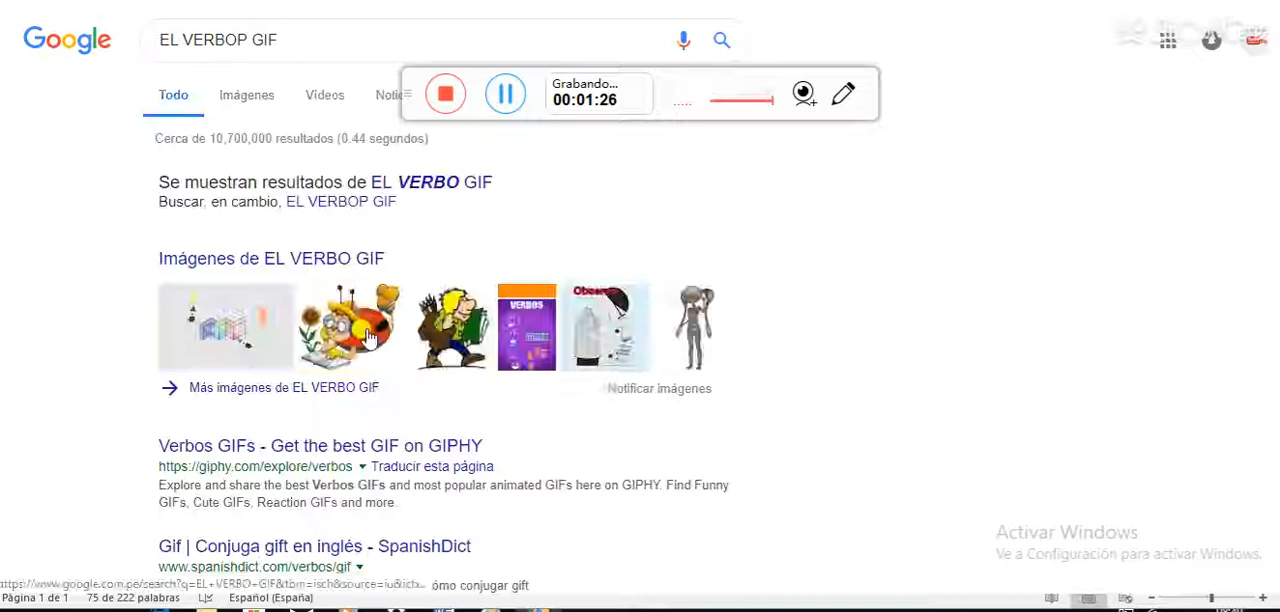 Google
EL VERBOP GIF
Todo
Imágenes
Videos
Notic
Grabando...
00:01:26
Cerca de 10,700,000 resultados (0.44 segundos)
Se muestran resultados de EL VERBO GIF
Buscar, en cambio, EL VERBOP GIF
Imágenes de EL VERBO GIF
VERBOS
Más imágenes de EL VERBO GIF
Notificar imágenes
Verbos GIFs - Get the best GIF on GIPHY
https://giphy.com/explore/verbos
Traducir esta página
Explore and share the best Verbos GIFs and most popular animated GIFs here on GIPHY. Find Funny
GIFs, Cute GIFs, Reaction GIFs and more.
Gif | Conjuga gift en inglés - SpanishDict
www.spanishdict.com/verbos/gif
ómo conjugar gift
Activar Windows
Ve a Configuración para activar Windows.
Página 1 de 1
75 de 222 palabras
Español (España)